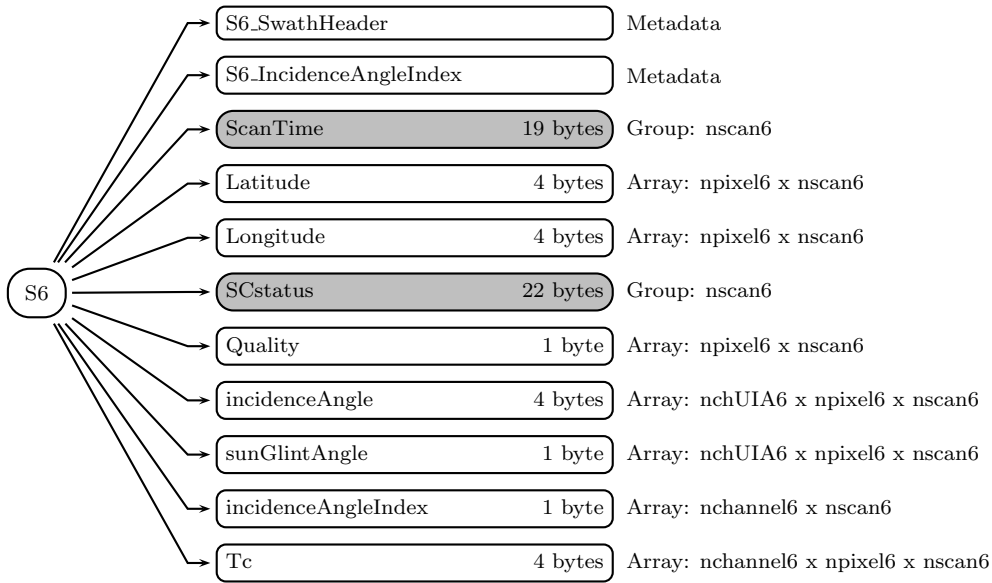 S6_SwathHeader Metadata
S6_IncidenceAngleIndex Metadata
ScanTime 19 bytes Group: nscan6
Latitude 4 bytes Array: npixel6 x nscan6
Longitude 4 bytes Array: npixel6 x nscan6
S6 SCstatus 22 bytes Group: nscan6
Quality 1 byte Array: npixel6 x nscan6
incidenceAngle 4 bytes Array: nchUIA6 x npixel6 x nscan6
sunGlintAngle 1 byte Array: nchUIA6 x npixel6 x nscan6
incidenceAngleIndex 1 byte Array: nchannel6 x nscan6
Tc 4 bytes Array: nchannel6 x npixel6 x nscan6